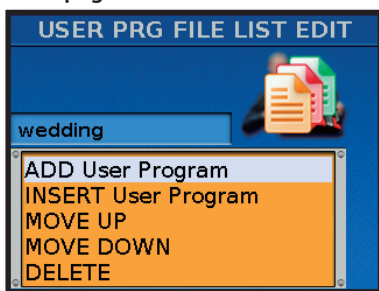 USER PRG FILE LIST EDIT
wedding
ADD User Program
INSERT User Program
MOVE UP
MOVE DOWN
DELETE